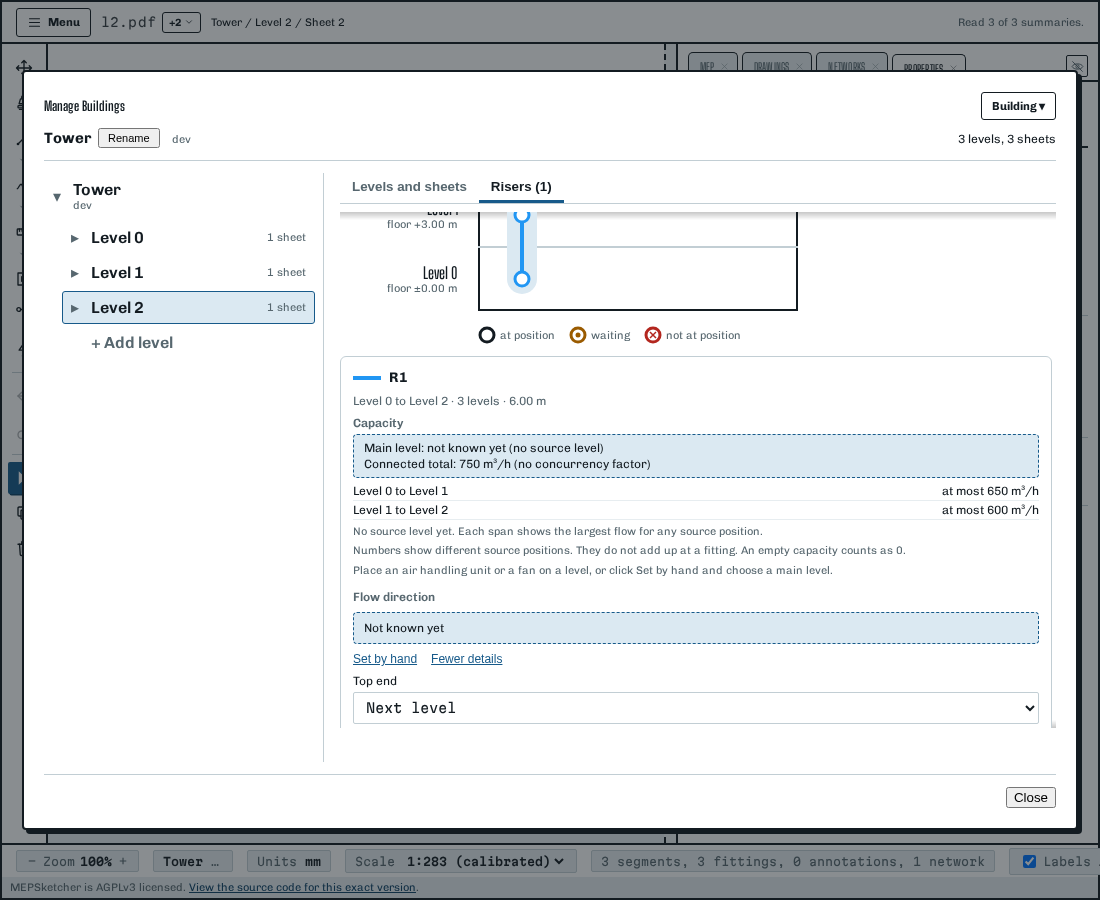 Menu
l2.pdf
+2
Tower / Level 2 / Sheet 2
Read 3 of 3 summaries.
MEP
DRAWINGS
NETWORKS
PROPERTIES
Manage Buildings
Building ▾
Tower
Rename
dev
3 levels, 3 sheets
Tower
dev
Level 0
1 sheet
Level 1
1 sheet
Level 2
1 sheet
+ Add level
Levels and sheets
Risers (1)
Level 1
floor +3.00 m
Level 0
floor ±0.00 m
at position
waiting
not at position
R1
Level 0 to Level 2 · 3 levels · 6.00 m
Capacity
Main level: not known yet (no source level)
Connected total: 750 m³/h (no concurrency factor)
Level 0 to Level 1
at most 650 m³/h
Level 1 to Level 2
at most 600 m³/h
No source level yet. Each span shows the largest flow for any source position.
Numbers show different source positions. They do not add up at a fitting. An empty capacity counts as 0.
Place an air handling unit or a fan on a level, or click Set by hand and choose a main level.
Flow direction
Not known yet
Set by hand
Fewer details
Top end
Next level
Close
− Zoom 100% +
Tower …
Units mm
Scale 1:283 (calibrated)
3 segments, 3 fittings, 0 annotations, 1 network
Labels
MEPSketcher is AGPLv3 licensed. View the source code for this exact version.